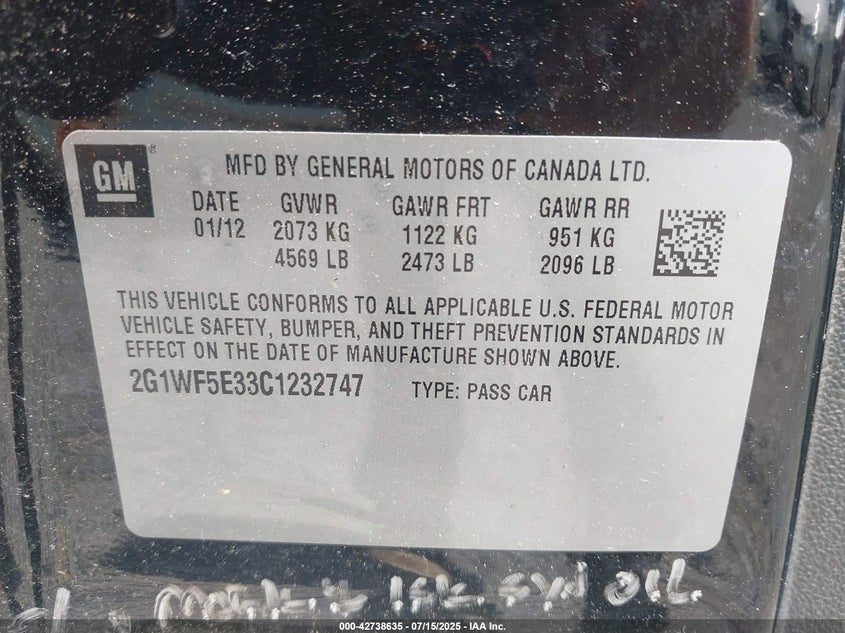 GM
MFD BY GENERAL MOTORS OF CANADA LTD.
DATE GVWR GAWR FRT GAWR RR
01/12 2073 KG 1122 KG 951 KG
4569 LB 2473 LB 2096 LB
THIS VEHICLE CONFORMS TO ALL APPLICABLE U.S. FEDERAL MOTOR
VEHICLE SAFETY, BUMPER, AND THEFT PREVENTION STANDARDS IN
EFFECT ON THE DATE OF MANUFACTURE SHOWN ABOVE.
2G1WF5E33C1232747 TYPE: PASS CAR
SYN OIL
000-42738635 - 07/15/2025 - IAA Inc.